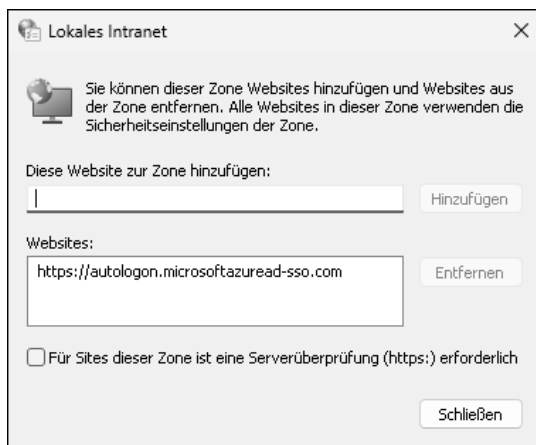 Lokales Intranet
Sie können dieser Zone Websites hinzufügen und Websites aus
der Zone entfernen. Alle Websites in dieser Zone verwenden die
Sicherheitseinstellungen der Zone.
Diese Website zur Zone hinzufügen:
Hinzufügen
Websites:
https://autologon.microsoftazuread-sso.com
Entfernen
Für Sites dieser Zone ist eine Serverüberprüfung (https:) erforderlich
Schließen